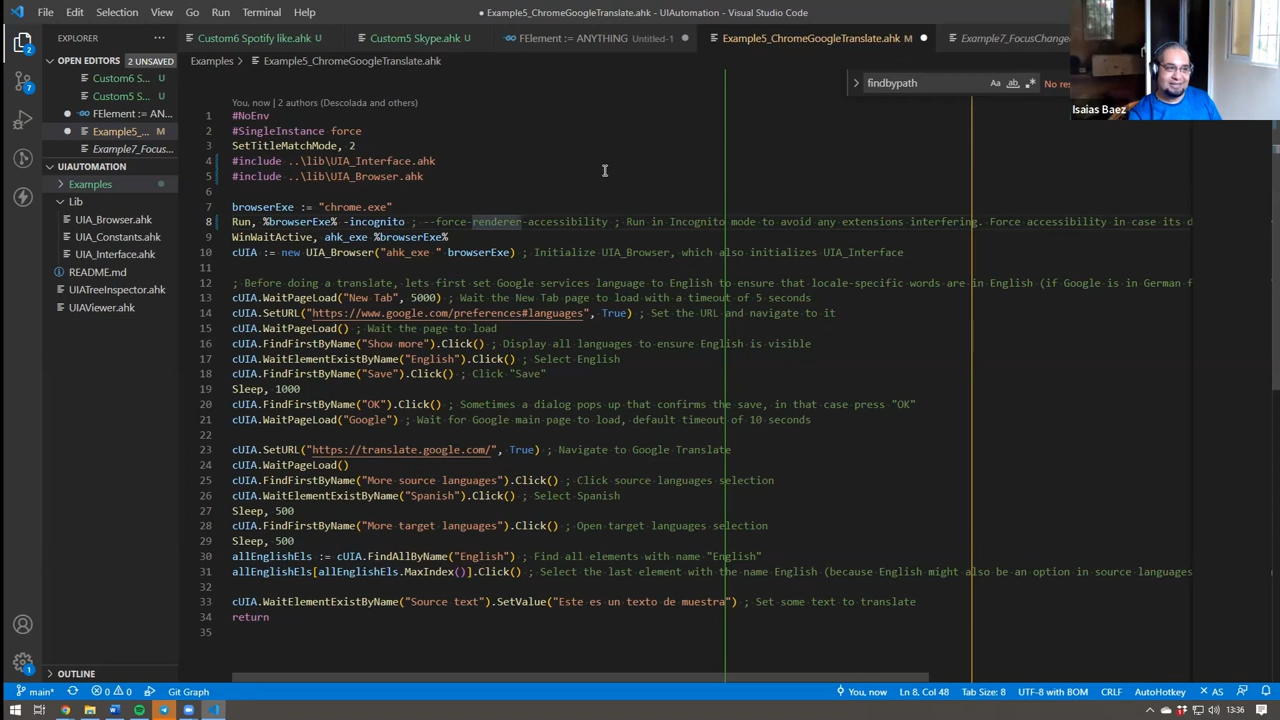 File Edit Selection View Go Run Terminal Help
● Example5_ChromeGoogleTranslate.ahk - UIAutomation - Visual Studio Code
EXPLORER
OPEN EDITORS 2 UNSAVED
Custom6 S... U
Custom5 S... U
FElement := AN...
Example5_... M
Example7_Focus...
UIAUTOMATION
Examples
Lib
UIA_Browser.ahk
UIA_Constants.ahk
UIA_Interface.ahk
README.md
UIATreeInspector.ahk
UIAViewer.ahk
OUTLINE
2
7
1
Custom6 Spotify like.ahk U
Custom5 Skype.ahk U
FElement := ANYTHING Untitled-1
Example5_ChromeGoogleTranslate.ahk M
Example7_FocusChange
Examples > Example5_ChromeGoogleTranslate.ahk
findbypath Aa ab No res
Isaias Baez
You, now | 2 authors (Descolada and others)
1 #NoEnv
2 #SingleInstance force
3 SetTitleMatchMode, 2
4 #include ..\lib\UIA_Interface.ahk
5 #include ..\lib\UIA_Browser.ahk
6
7 browserExe := "chrome.exe"
8 Run, %browserExe% -incognito ; --force-renderer-accessibility ; Run in Incognito mode to avoid any extensions interfering. Force accessibility in case its d
9 WinWaitActive, ahk_exe %browserExe%
10 cUIA := new UIA_Browser("ahk_exe " browserExe) ; Initialize UIA_Browser, which also initializes UIA_Interface
11
12 ; Before doing a translate, lets first set Google services language to English to ensure that locale-specific words are in English (if Google is in German f
13 cUIA.WaitPageLoad("New Tab", 5000) ; Wait the New Tab page to load with a timeout of 5 seconds
14 cUIA.SetURL("https://www.google.com/preferences#languages", True) ; Set the URL and navigate to it
15 cUIA.WaitPageLoad() ; Wait the page to load
16 cUIA.FindFirstByName("Show more").Click() ; Display all languages to ensure English is visible
17 cUIA.WaitElementExistByName("English").Click() ; Select English
18 cUIA.FindFirstByName("Save").Click() ; Click "Save"
19 Sleep, 1000
20 cUIA.FindFirstByName("OK").Click() ; Sometimes a dialog pops up that confirms the save, in that case press "OK"
21 cUIA.WaitPageLoad("Google") ; Wait for Google main page to load, default timeout of 10 seconds
22
23 cUIA.SetURL("https://translate.google.com/", True) ; Navigate to Google Translate
24 cUIA.WaitPageLoad()
25 cUIA.FindFirstByName("More source languages").Click() ; Click source languages selection
26 cUIA.WaitElementExistByName("Spanish").Click() ; Select Spanish
27 Sleep, 500
28 cUIA.FindFirstByName("More target languages").Click() ; Open target languages selection
29 Sleep, 500
30 allEnglishEls := cUIA.FindAllByName("English") ; Find all elements with name "English"
31 allEnglishEls[allEnglishEls.MaxIndex()].Click() ; Select the last element with the name English (because English might also be an option in source languages
32
33 cUIA.WaitElementExistByName("Source text").SetValue("Este es un texto de muestra") ; Set some text to translate
34 return
35
main* 0 0 Git Graph You, now Ln 8, Col 48 Tab Size: 8 UTF-8 with BOM CRLF AutoHotkey AS
13:36